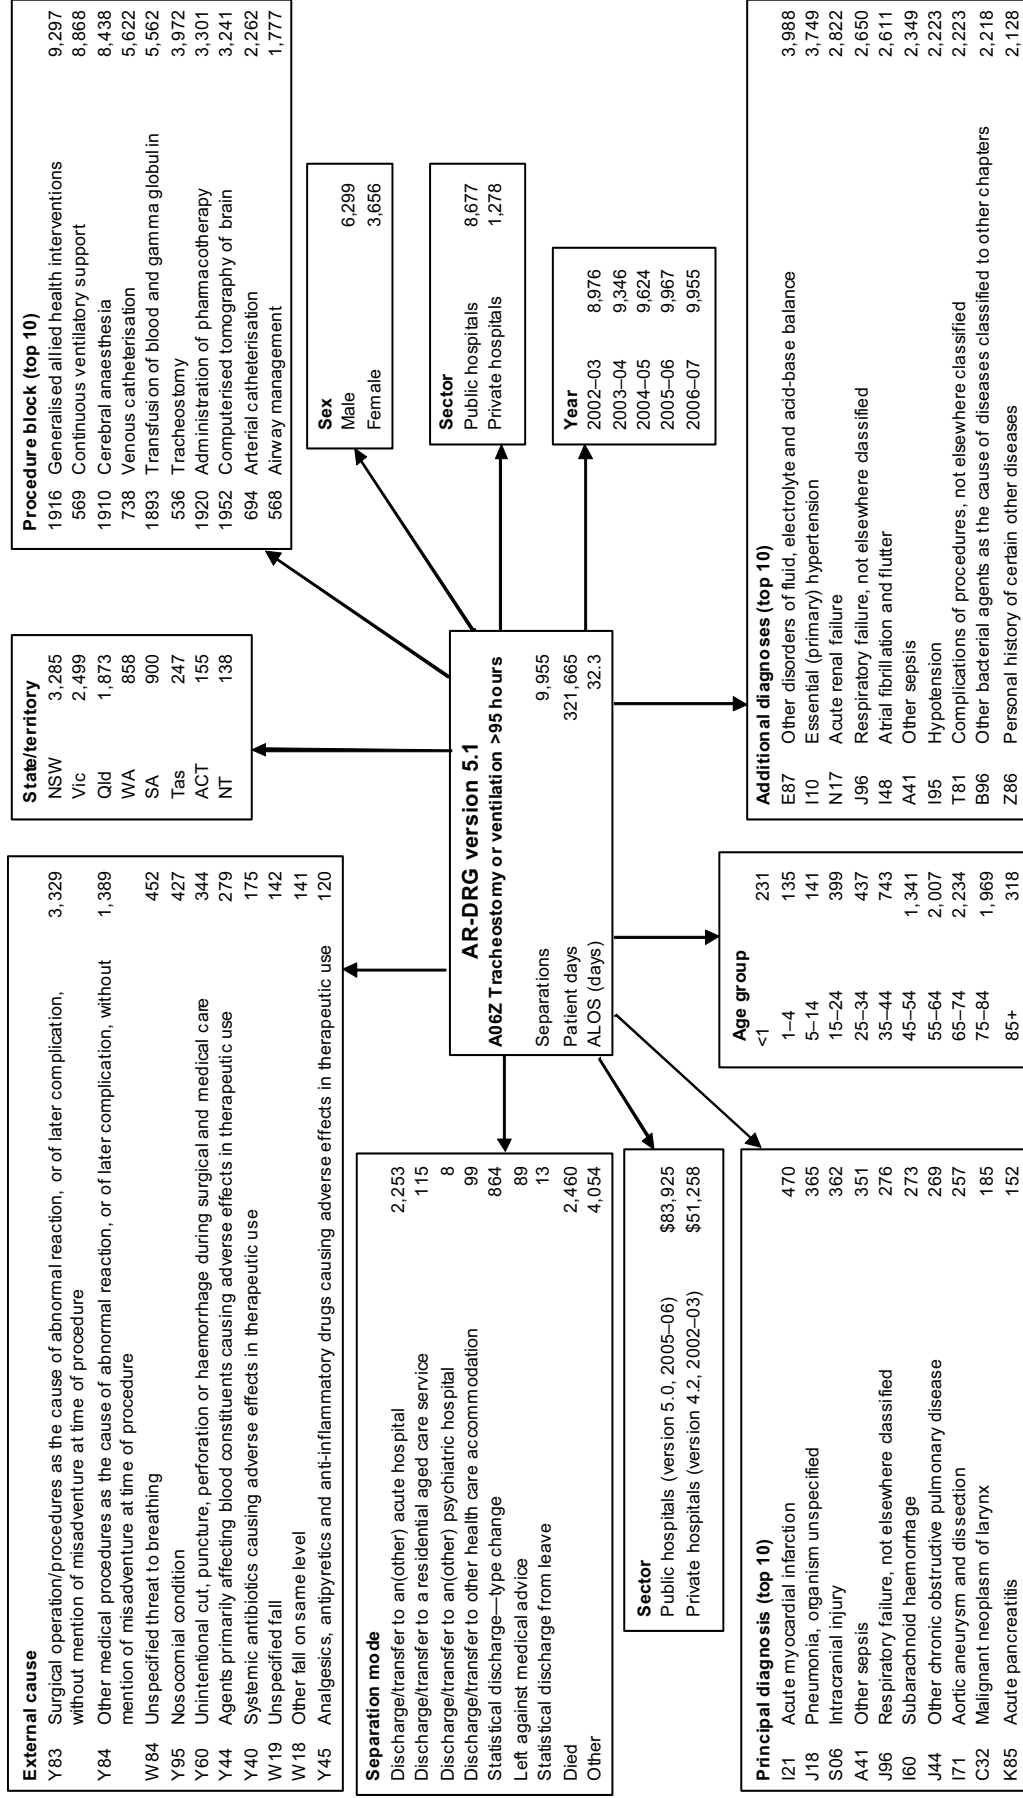 External cause
Y83 Surgical operation/procedures as the cause of abnormal reaction, or of later complication, 3,329
without mention of misadventure at time of procedure
Y84 Other medical procedures as the cause of abnormal reaction, or of later complication, without 1,389
mention of misadventure at time of procedure
W84 Unspecified threat to breathing 452
Y95 Nosocomial condition 427
Y60 Unintentional cut, puncture, perforation or haemorrhage during surgical and medical care 344
Y44 Agents primarily affecting blood constituents causing adverse effects in therapeutic use 279
Y40 Systemic antibiotics causing adverse effects in therapeutic use 175
W19 Unspecified fall 142
W18 Other fall on same level 141
Y45 Analgesics, antipyretics and anti-inflammatory drugs causing adverse effects in therapeutic use 120
State/territory
NSW 3,285
Vic 2,499
Qld 1,873
WA 858
SA 900
Tas 247
ACT 155
NT 138
Procedure block (top 10)
1916 Generalised allied health interventions 9,297
569 Continuous ventilatory support 8,868
1910 Cerebral anaesthesia 8,438
738 Venous catheterisation 5,622
1893 Transfusion of blood and gamma globulin 5,562
536 Tracheostomy 3,972
1920 Administration of pharmacotherapy 3,301
1952 Computerised tomography of brain 3,241
694 Arterial catheterisation 2,262
568 Airway management 1,777
Separation mode
Discharge/transfer to an(other) acute hospital 2,253
Discharge/transfer to a residential aged care service 115
Discharge/transfer to an(other) psychiatric hospital 8
Discharge/transfer to other health care accommodation 99
Statistical discharge—type change 864
Left against medical advice 89
Statistical discharge from leave 13
Died 2,460
Other 4,054
AR-DRG version 5.1
A06Z Tracheostomy or ventilation >95 hours
Separations 9,955
Patient days 321,665
ALOS (days) 32.3
Sex
Male 6,299
Female 3,656
Sector
Public hospitals 8,677
Private hospitals 1,278
Year
2002–03 8,976
2003–04 9,346
2004–05 9,624
2005–06 9,967
2006–07 9,955
Sector
Public hospitals (version 5.0, 2005–06) $83,925
Private hospitals (version 4.2, 2002–03) $51,258
Principal diagnosis (top 10)
I21 Acute myocardial infarction 470
J18 Pneumonia, organism unspecified 365
S06 Intracranial injury 362
A41 Other sepsis 351
J96 Respiratory failure, not elsewhere classified 276
I60 Subarachnoid haemorrhage 273
J44 Other chronic obstructive pulmonary disease 269
I71 Aortic aneurysm and dissection 257
C32 Malignant neoplasm of larynx 185
K85 Acute pancreatitis 152
Age group
<1 231
1–4 135
5–14 141
15–24 399
25–34 437
35–44 743
45–54 1,341
55–64 2,007
65–74 2,234
75–84 1,969
85+ 318
Additional diagnoses (top 10)
E87 Other disorders of fluid, electrolyte and acid-base balance 3,988
I10 Essential (primary) hypertension 3,749
N17 Acute renal failure 2,822
J96 Respiratory failure, not elsewhere classified 2,650
I48 Atrial fibrillation and flutter 2,611
A41 Other sepsis 2,349
I95 Hypotension 2,223
T81 Complications of procedures, not elsewhere classified 2,223
B96 Other bacterial agents as the cause of diseases classified to other chapters 2,218
Z86 Personal history of certain other diseases 2,128